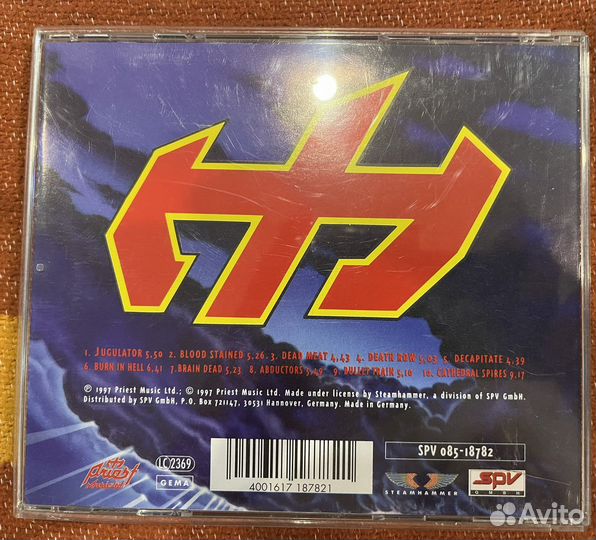 1. JUGULATOR 5.50 2. BLOOD STAINED 5.26 3. DEAD MEAT 4.43 4. DEATH ROW 5.03 5. DECAPITATE 4.39
6. BURN IN HELL 6.41 7. BRAIN DEAD 5.23 8. ABDUCTORS 5.49 9. BULLET TRAIN 5.10 10. CATHEDRAL SPIRES 9.17
℗ 1997 Priest Music Ltd.; © 1997 Priest Music Ltd. Made under license by Steamhammer, a division of SPV GmbH.
Distributed by SPV GmbH, P.O. Box 721147, 30531 Hannover, Germany. Made in Germany.
Priest
LC 2369
GEMA
4001617 187821
SPV 085-18782
STEAMHAMMER
SPV
GMBH
Avito